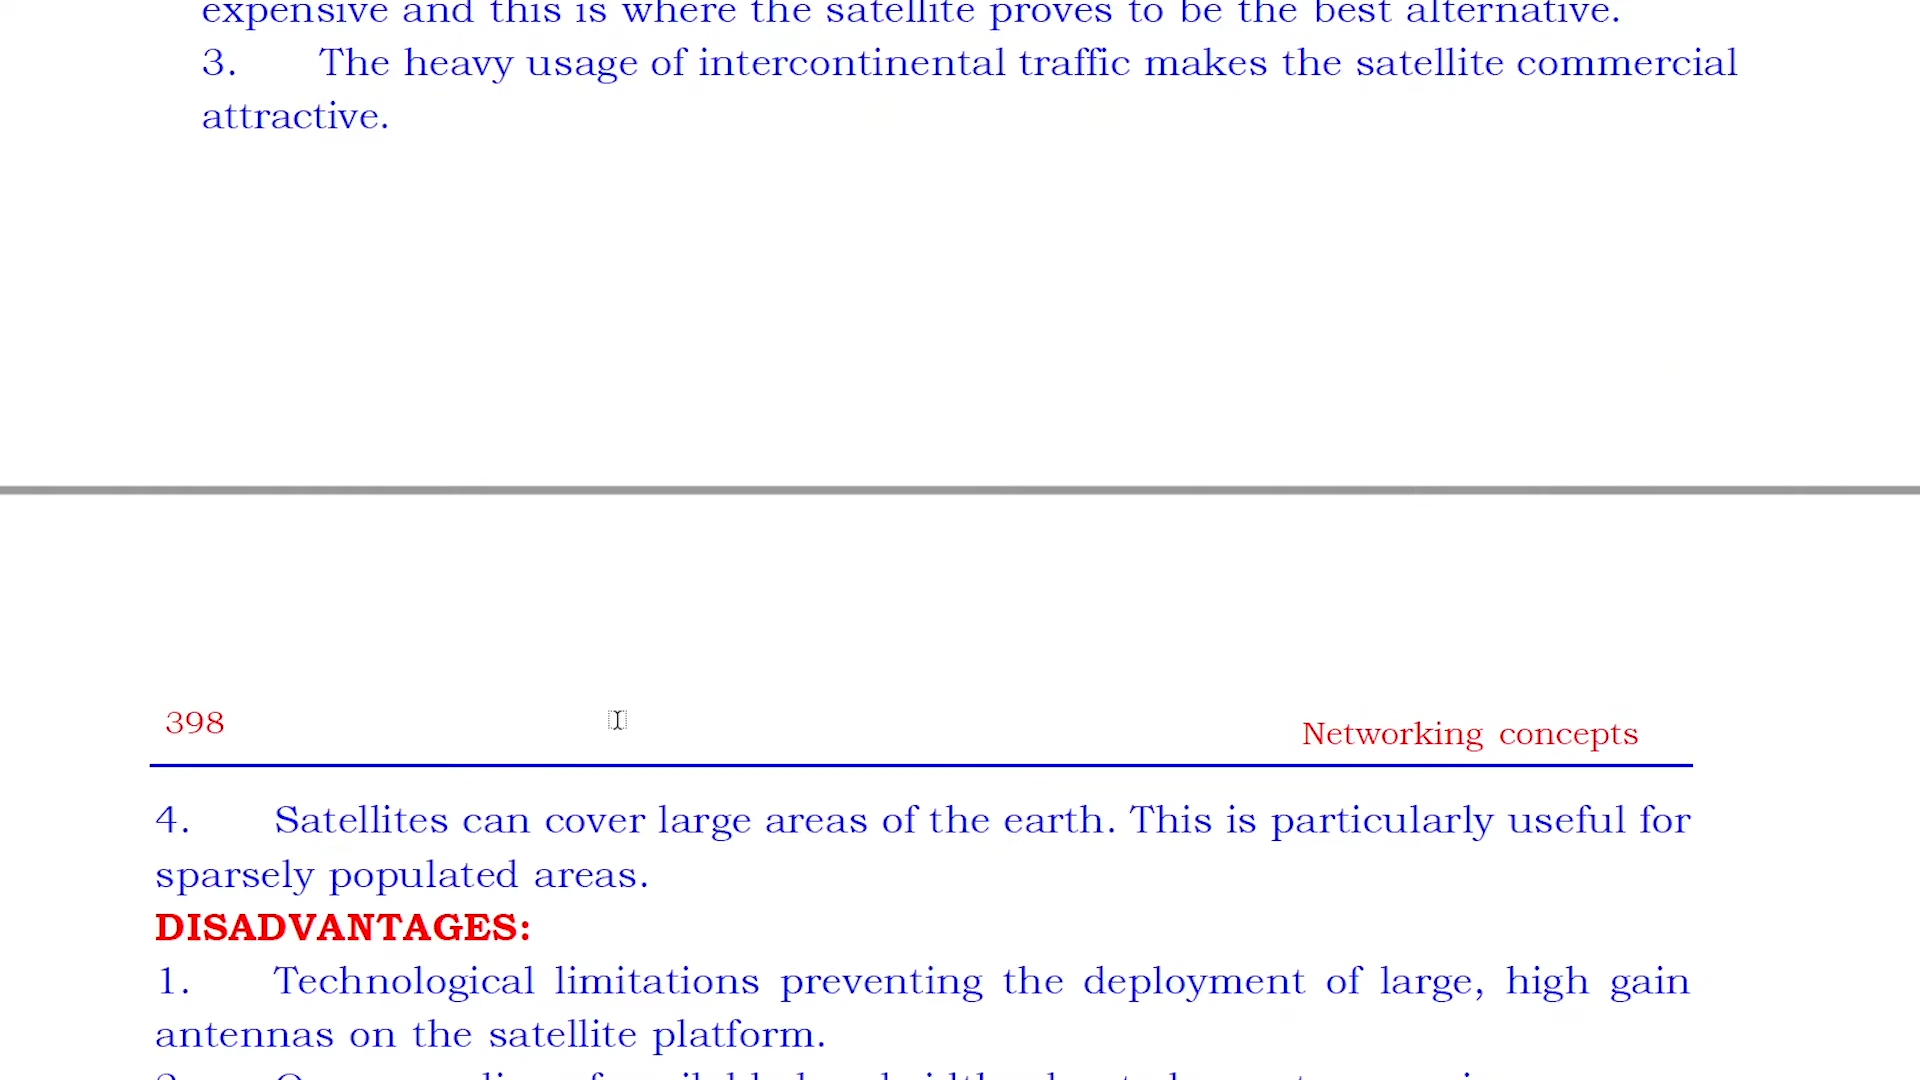 expensive and this is where the satellite proves to be the best alternative.
3. The heavy usage of intercontinental traffic makes the satellite commercial
attractive.
398
Networking concepts
4. Satellites can cover large areas of the earth. This is particularly useful for
sparsely populated areas.
DISADVANTAGES:
1. Technological limitations preventing the deployment of large, high gain
antennas on the satellite platform.